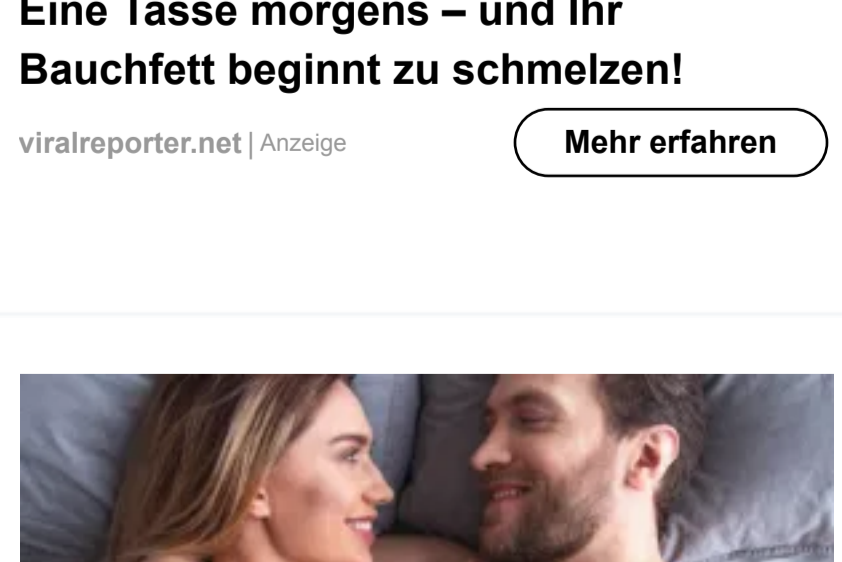 Eine Tasse morgens – und Ihr
Bauchfett beginnt zu schmelzen!
viralreporter.net | Anzeige
Mehr erfahren